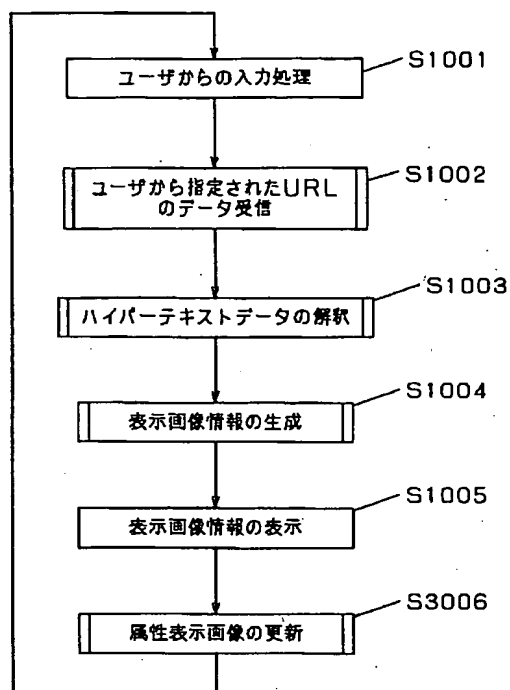 S1001
ユーザからの入力処理
S1002
ユーザから指定されたURL
のデータ受信
S1003
ハイパーテキストデータの解釈
S1004
表示画像情報の生成
S1005
表示画像情報の表示
S3006
属性表示画像の更新